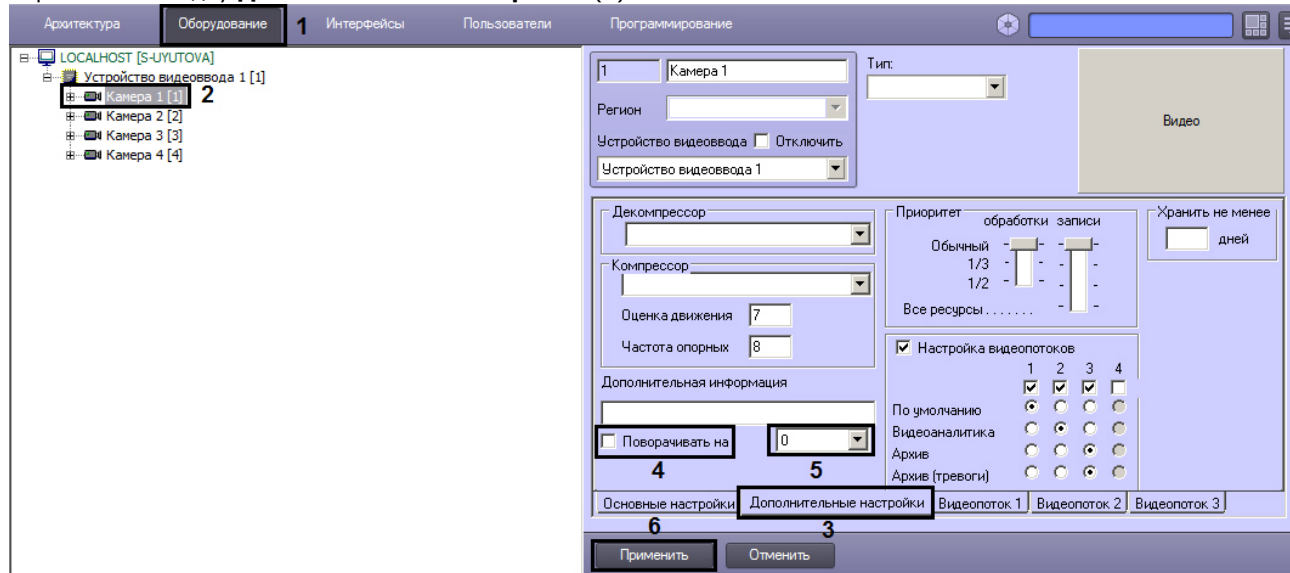 Архитектура Оборудование 1 Интерфейсы Пользователи Программирование
LOCALHOST [S-UYUTOVA]
Устройство видеоввода 1 [1]
Камера 1 [1] 2
Камера 2 [2]
Камера 3 [3]
Камера 4 [4]
1 Камера 1
Тип:
Регион
Устройство видеоввода Отключить
Устройство видеоввода 1
Видео
Декомпрессор
Компрессор
Оценка движения 7
Частота опорных 8
Дополнительная информация
Поворачивать на 0
4 5
Приоритет
обработки записи
Обычный
1/3
1/2
Все ресурсы . . . . . . .
Хранить не менее
дней
Настройка видеопотоков
1 2 3 4
По умолчанию
Видеоаналитика
Архив
Архив (тревоги)
Основные настройки Дополнительные настройки Видеопоток 1 Видеопоток 2 Видеопоток 3
6 3
Применить Отменить